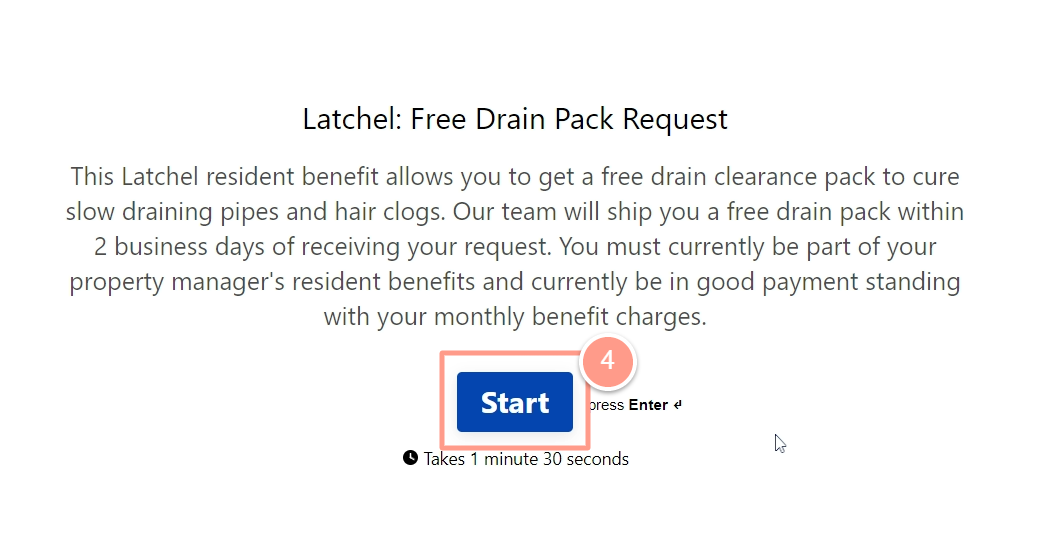 Latchel: Free Drain Pack Request
This Latchel resident benefit allows you to get a free drain clearance pack to cure
slow draining pipes and hair clogs. Our team will ship you a free drain pack within
2 business days of receiving your request. You must currently be part of your
property manager's resident benefits and currently be in good payment standing
with your monthly benefit charges.
4
Start
press Enter ↵
Takes 1 minute 30 seconds